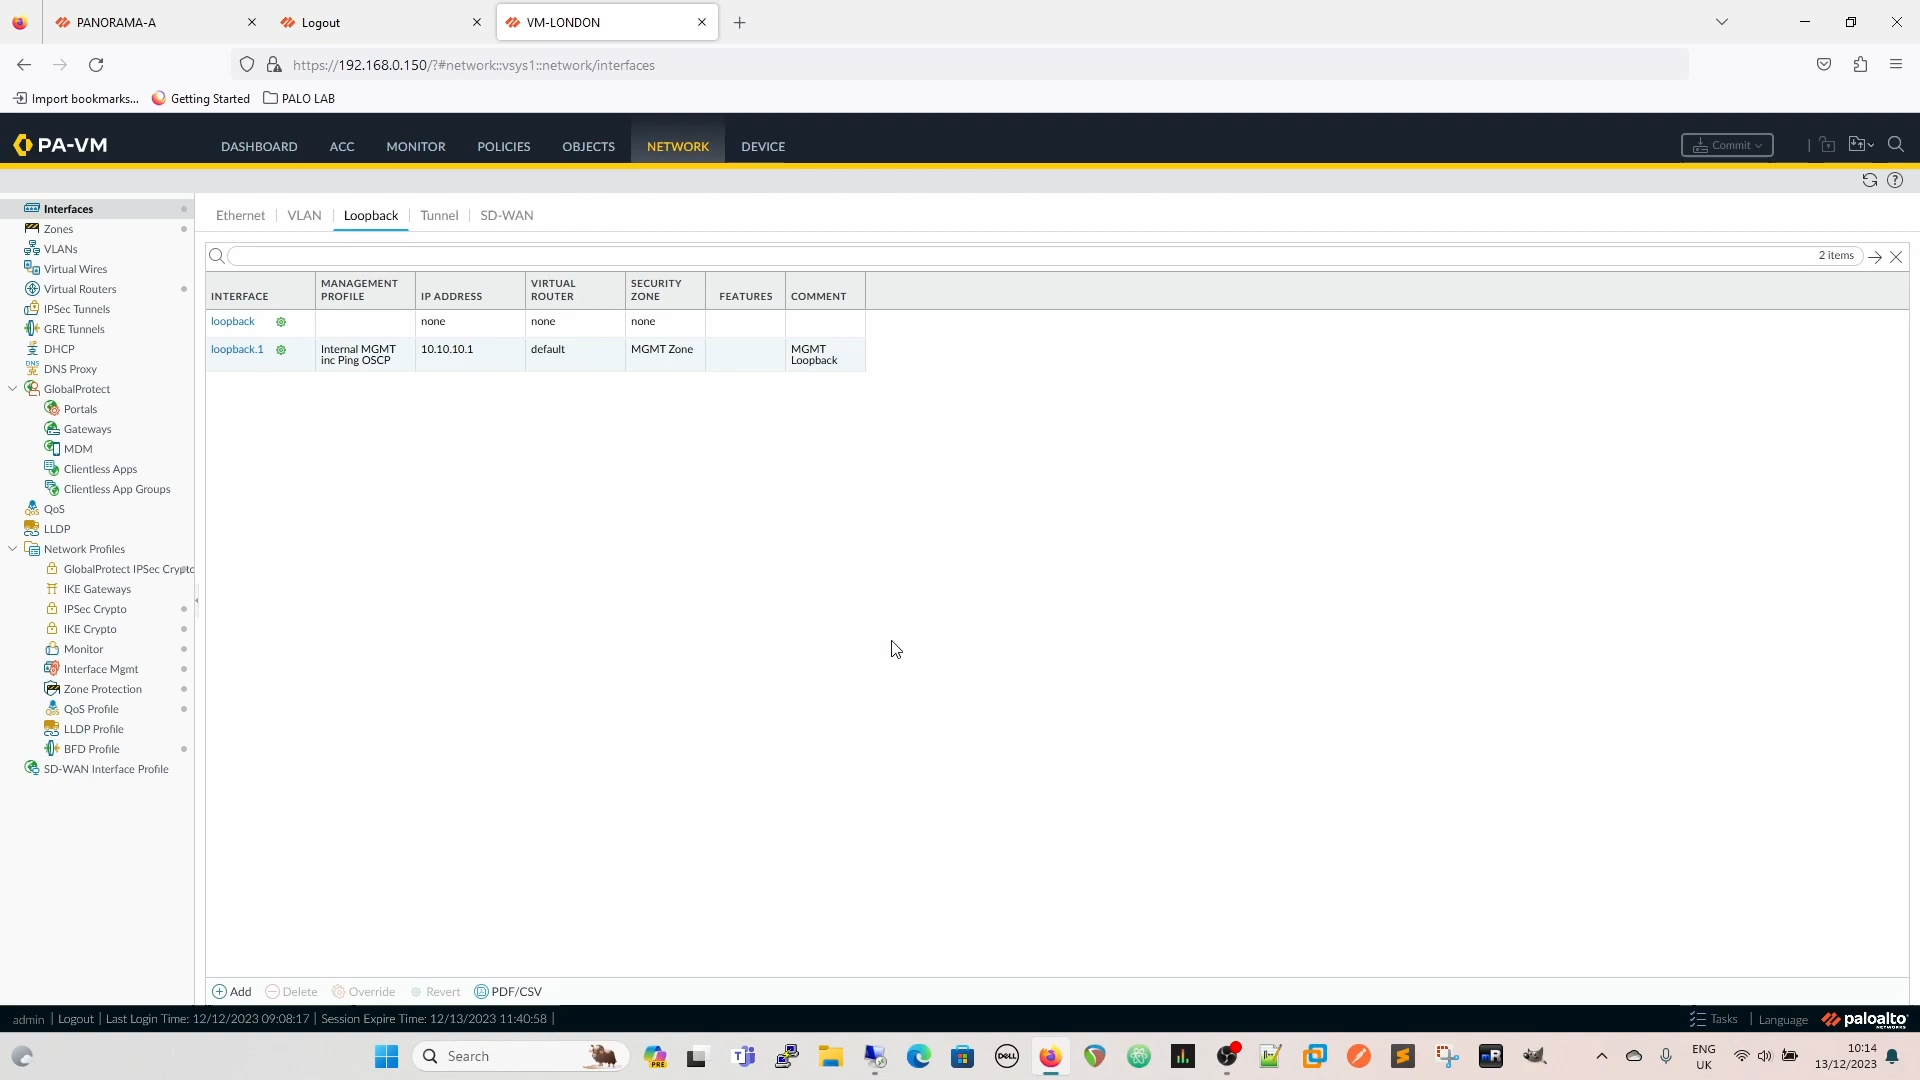 PANORAMA-A
Logout
VM-LONDON
https://192.168.0.150/?#network::vsys1::network/interfaces
Import bookmarks...
Getting Started
PALO LAB
PA-VM
DASHBOARD
ACC
MONITOR
POLICIES
OBJECTS
NETWORK
DEVICE
Commit
Interfaces
Zones
VLANs
Virtual Wires
Virtual Routers
IPSec Tunnels
GRE Tunnels
DHCP
DNS Proxy
GlobalProtect
Portals
Gateways
MDM
Clientless Apps
Clientless App Groups
QoS
LLDP
Network Profiles
GlobalProtect IPSec Crypto
IKE Gateways
IPSec Crypto
IKE Crypto
Monitor
Interface Mgmt
Zone Protection
QoS Profile
LLDP Profile
BFD Profile
SD-WAN Interface Profile
Ethernet
VLAN
Loopback
Tunnel
SD-WAN
2 items
INTERFACE
MANAGEMENT
PROFILE
IP ADDRESS
VIRTUAL
ROUTER
SECURITY
ZONE
FEATURES
COMMENT
loopback
none
none
none
loopback.1
Internal MGMT
inc Ping OSCP
10.10.10.1
default
MGMT Zone
MGMT
Loopback
Add
Delete
Override
Revert
PDF/CSV
admin | Logout | Last Login Time: 12/12/2023 09:08:17 | Session Expire Time: 12/13/2023 11:40:58 |
Tasks | Language
paloalto
NETWORKS
Search
PRE
DELL
mR
ENG
UK
10:14
13/12/2023